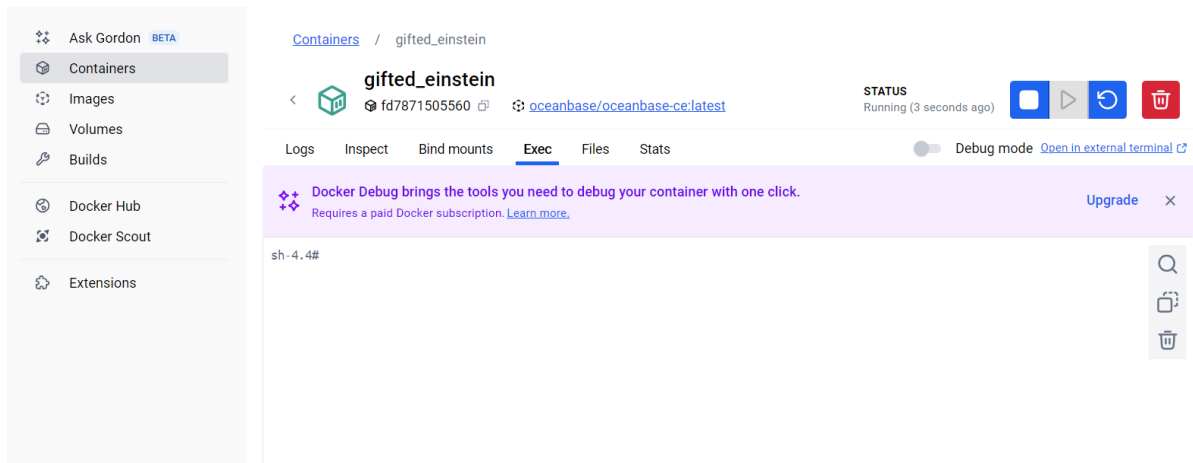 Ask Gordon BETA
Containers
Images
Volumes
Builds
Docker Hub
Docker Scout
Extensions
Containers / gifted_einstein
gifted_einstein
fd7871505560 oceanbase/oceanbase-ce:latest
STATUS
Running (3 seconds ago)
Logs Inspect Bind mounts Exec Files Stats
Debug mode Open in external terminal
Docker Debug brings the tools you need to debug your container with one click.
Requires a paid Docker subscription. Learn more.
Upgrade
sh-4.4#